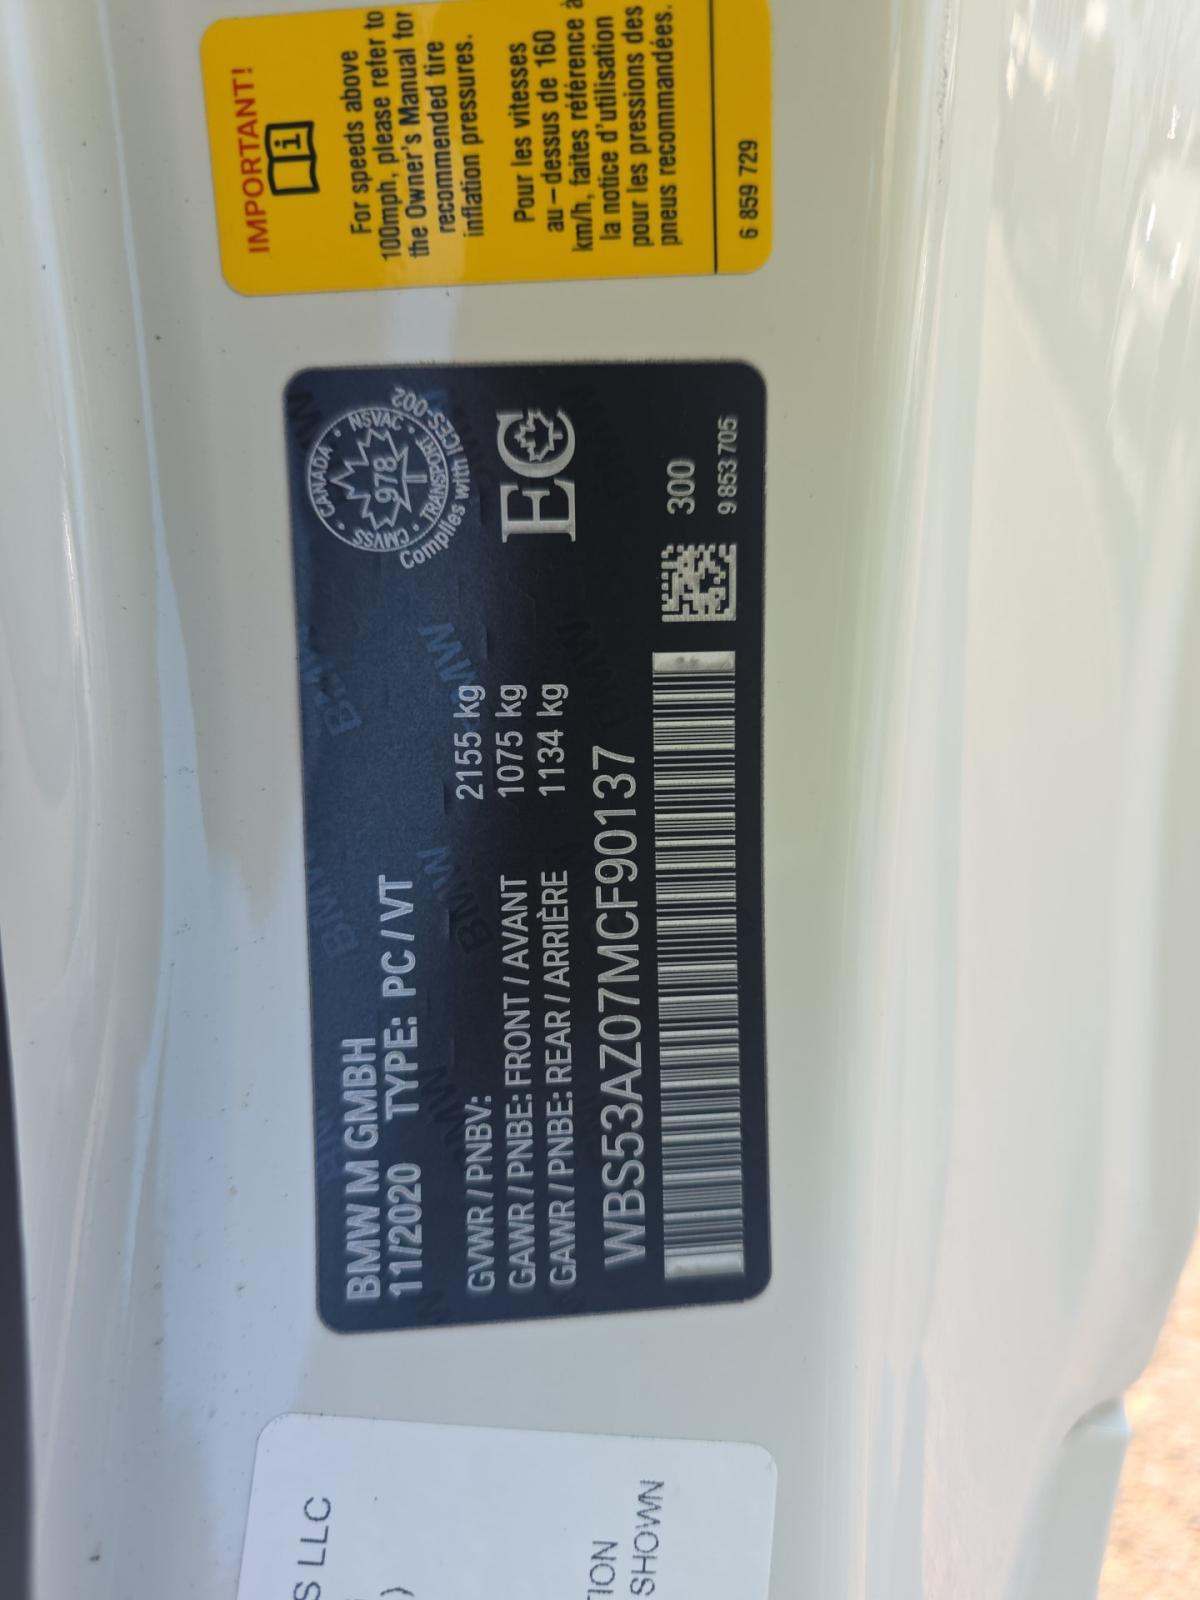 IMPORTANT!
i
For speeds above
100mph, please refer to
the Owner's Manual for
recommended tire
inflation pressures.
Pour les vitesses
au-dessus de 160
km/h, faites référence à
la notice d'utilisation
pour les pressions des
pneus recommandées.
6 859 729
BMW M GMBH
11/2020 TYPE: PC/VT
GVWR/PNBV: 2155 kg
GAWR/PNBE: FRONT/AVANT 1075 kg
GAWR/PNBE: REAR/ARRIÈRE 1134 kg
WBS53AZ07MCF90137
CANADA • NSVAC • TRANSPORT • CMVSS •
978
Complies with ICES-002
EC
300
9 853 705
S LLC
)
TION
SHOWN